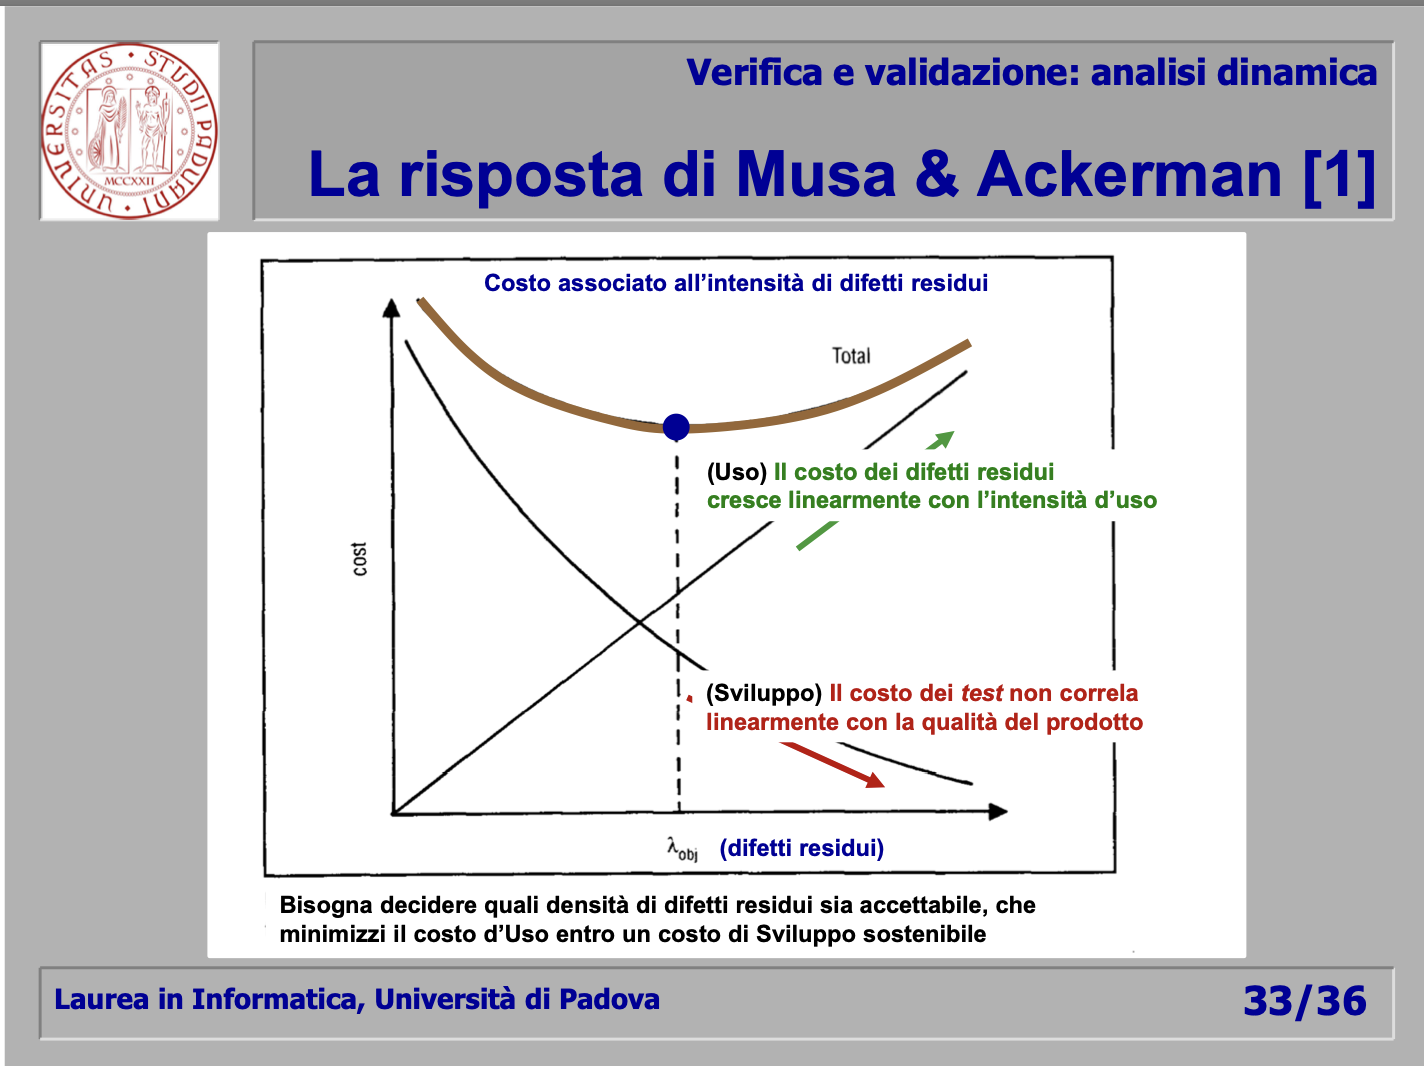 UNIVERSITAS • STUDII PADUANI •
MCCXXII
Verifica e validazione: analisi dinamica
La risposta di Musa & Ackerman [1]
Costo associato all’intensità di difetti residui
Total
(Uso) Il costo dei difetti residui
cresce linearmente con l’intensità d’uso
cost
(Sviluppo) Il costo dei test non correla
linearmente con la qualità del prodotto
λobj (difetti residui)
Bisogna decidere quali densità di difetti residui sia accettabile, che
minimizzi il costo d’Uso entro un costo di Sviluppo sostenibile
Laurea in Informatica, Università di Padova
33/36